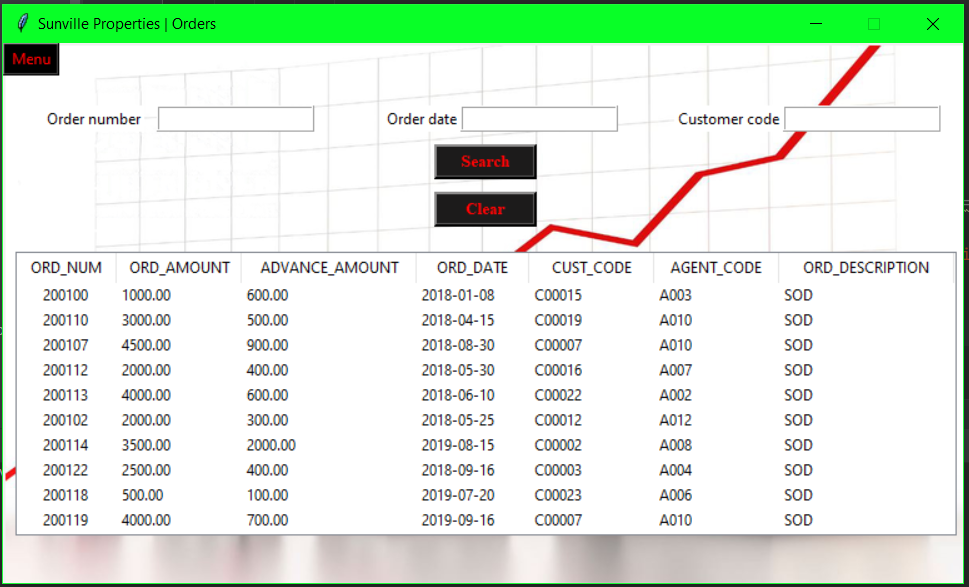 Sunville Properties | Orders
Menu
Order number Order date Customer code
Search
Clear
ORD_NUM ORD_AMOUNT ADVANCE_AMOUNT ORD_DATE CUST_CODE AGENT_CODE ORD_DESCRIPTION
200100 1000.00 600.00 2018-01-08 C00015 A003 SOD
200110 3000.00 500.00 2018-04-15 C00019 A010 SOD
200107 4500.00 900.00 2018-08-30 C00007 A010 SOD
200112 2000.00 400.00 2018-05-30 C00016 A007 SOD
200113 4000.00 600.00 2018-06-10 C00022 A002 SOD
200102 2000.00 300.00 2018-05-25 C00012 A012 SOD
200114 3500.00 2000.00 2019-08-15 C00002 A008 SOD
200122 2500.00 400.00 2018-09-16 C00003 A004 SOD
200118 500.00 100.00 2019-07-20 C00023 A006 SOD
200119 4000.00 700.00 2019-09-16 C00007 A010 SOD